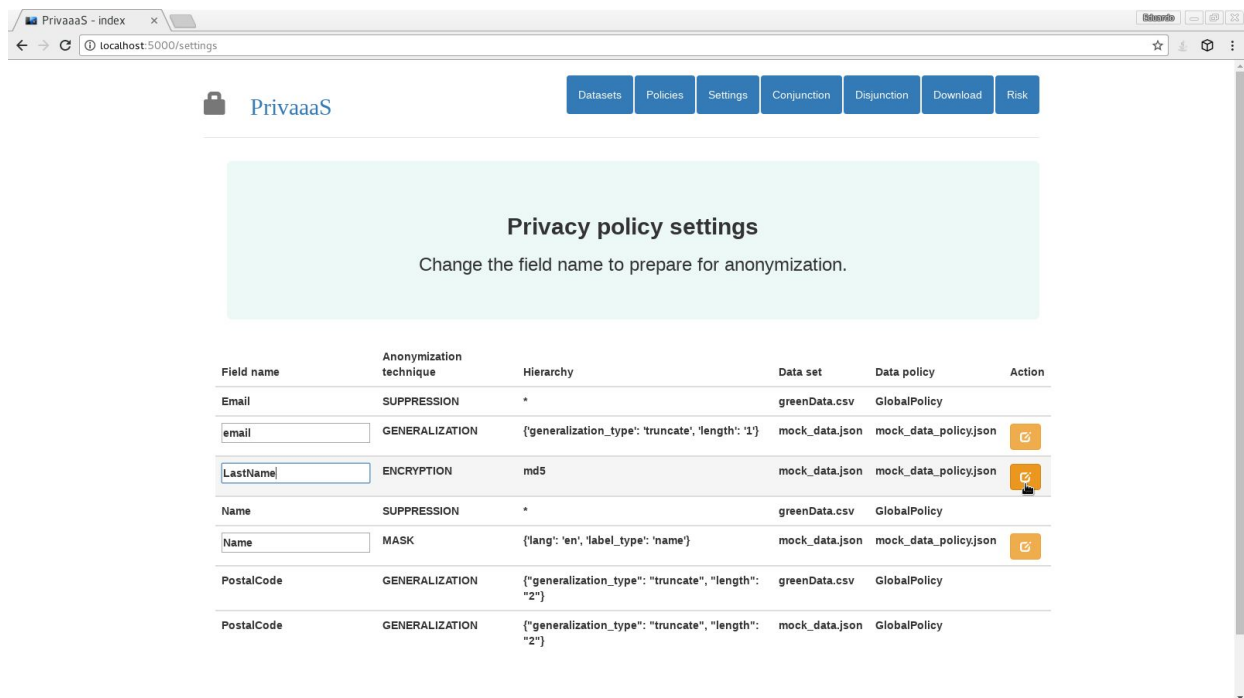 PrivaaaS - index
Eduardo
localhost:5000/settings
PrivaaaS
Datasets Policies Settings Conjunction Disjunction Download Risk
Privacy policy settings
Change the field name to prepare for anonymization.
Anonymization
Field name technique Hierarchy Data set Data policy Action
Email SUPPRESSION * greenData.csv GlobalPolicy
email GENERALIZATION {'generalization_type': 'truncate', 'length': '1'} mock_data.json mock_data_policy.json
LastName ENCRYPTION md5 mock_data.json mock_data_policy.json
Name SUPPRESSION * greenData.csv GlobalPolicy
Name MASK {'lang': 'en', 'label_type': 'name'} mock_data.json mock_data_policy.json
PostalCode GENERALIZATION {"generalization_type": "truncate", "length": greenData.csv GlobalPolicy
"2"}
PostalCode GENERALIZATION {"generalization_type": "truncate", "length": mock_data.json GlobalPolicy
"2"}